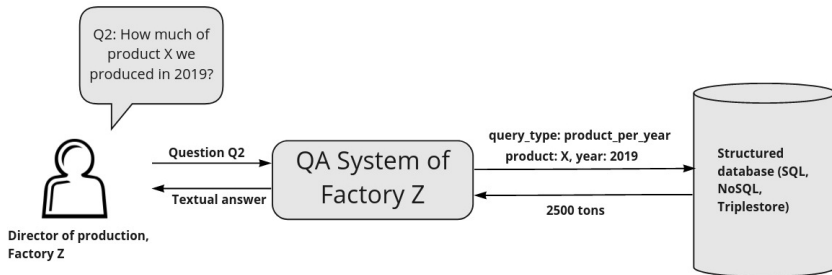 Q2: How much of
product X we
produced in 2019?
Question Q2
Textual answer
Director of production,
Factory Z
QA System of
Factory Z
query_type: product_per_year
product: X, year: 2019
2500 tons
Structured
database (SQL,
NoSQL,
Triplestore)